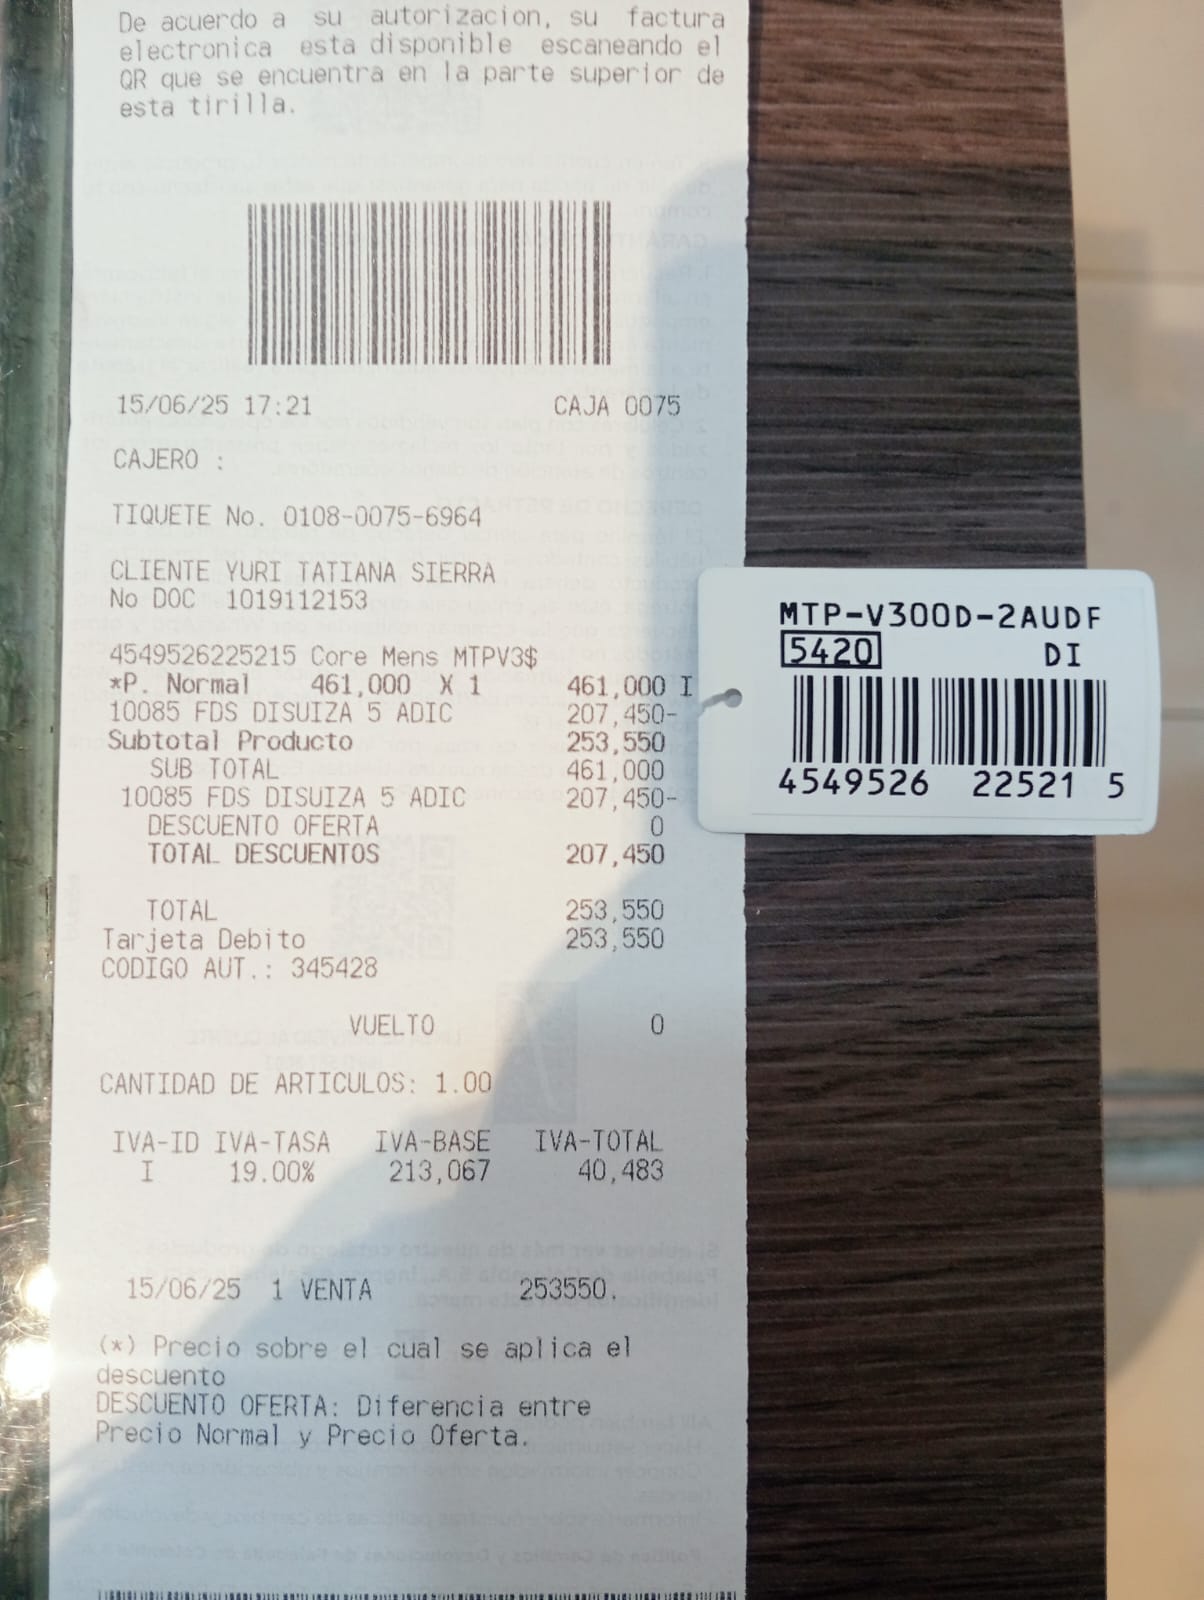 De acuerdo a su autorizacion, su factura
electronica esta disponible escaneando el
QR que se encuentra en la parte superior de
esta tirilla.
15/06/25 17:21 CAJA 0075
CAJERO :
TIQUETE No. 0108-0075-6964
CLIENTE YURI TATIANA SIERRA
No DOC 1019112153
4549526225215 Core Mens MTPV3$
*P. Normal 461,000 X 1 461,000 I
10085 FDS DISUIZA 5 ADIC 207,450-
Subtotal Producto 253,550
SUB TOTAL 461,000
10085 FDS DISUIZA 5 ADIC 207,450-
DESCUENTO OFERTA 0
TOTAL DESCUENTOS 207,450
TOTAL 253,550
Tarjeta Debito 253,550
CODIGO AUT.: 345428
VUELTO 0
CANTIDAD DE ARTICULOS: 1.00
IVA-ID IVA-TASA IVA-BASE IVA-TOTAL
I 19.00% 213,067 40,483
15/06/25 1 VENTA 253550.
(*) Precio sobre el cual se aplica el
descuento
DESCUENTO OFERTA: Diferencia entre
Precio Normal y Precio Oferta.
MTP-V300D-2AUDF
5420 DI
4549526 22521 5